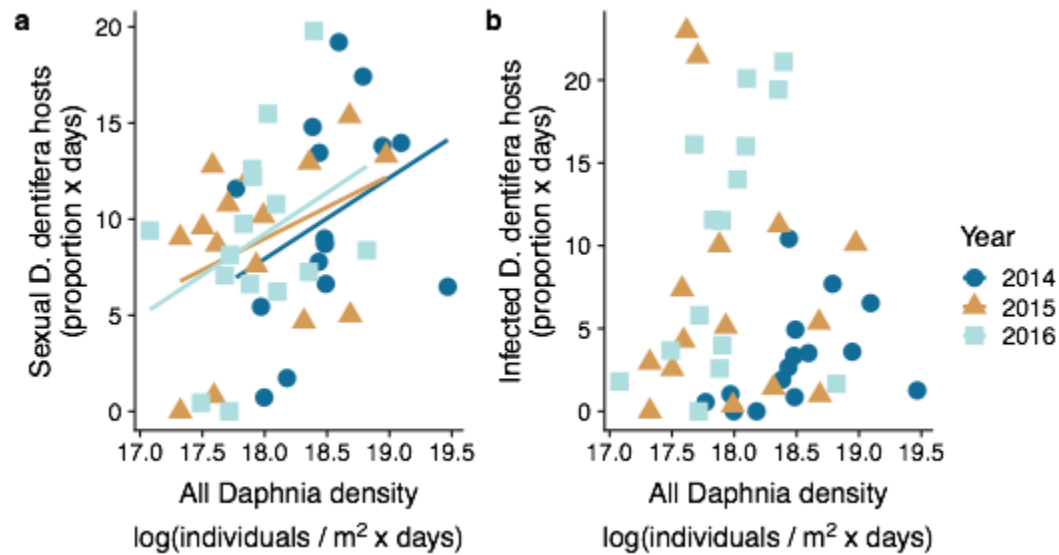 a
Sexual D. dentifera hosts
(proportion x days)
20
15
10
5
0
17.0 17.5 18.0 18.5 19.0 19.5
All Daphnia density
log(individuals / m² x days)
b
Infected D. dentifera hosts
(proportion x days)
20
15
10
5
0
17.0 17.5 18.0 18.5 19.0 19.5
All Daphnia density
log(individuals / m² x days)
Year
2014
2015
2016